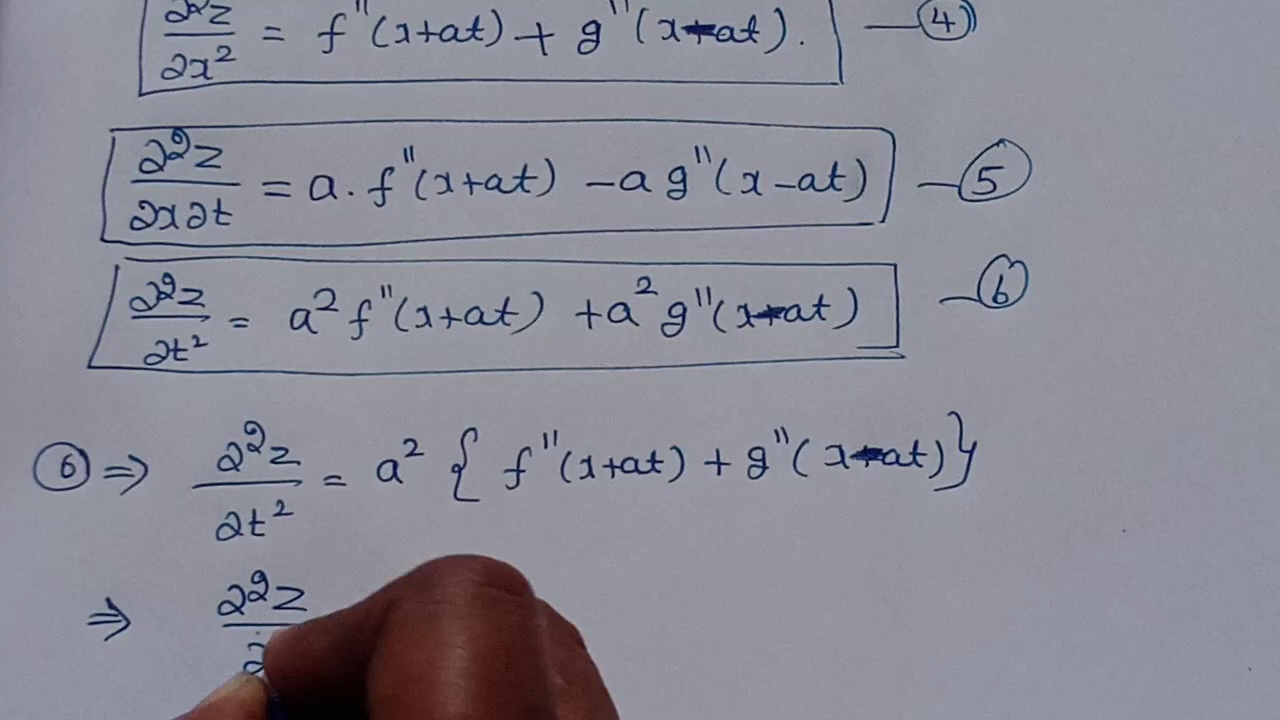 ∂²z/∂x² = f''(x+at) + g''(x-at). —④
∂²z/∂x∂t = a. f''(x+at) -a g''(x-at) —⑤
∂²z/∂t² = a² f''(x+at) +a² g''(x-at) —⑥
⑥ ⇒ ∂²z/∂t² = a² { f''(x+at) + g''(x-at)}
⇒ ∂²z/∂